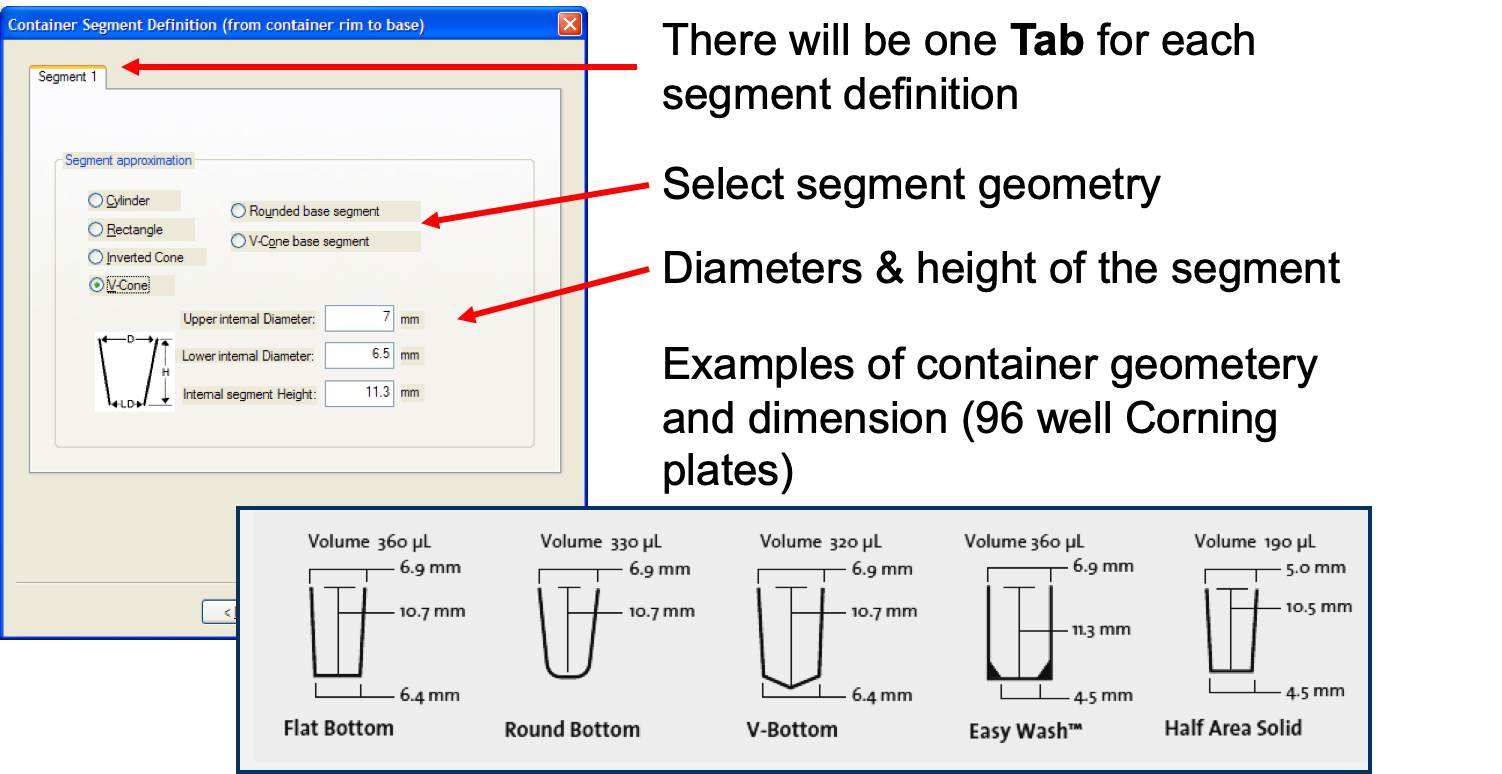 Container Segment Definition (from container rim to base)
Segment 1
Segment approximation
Cylinder
Rectangle
Inverted Cone
V-Cone
Rounded base segment
V-Cone base segment
Upper internal Diameter: 7 mm
Lower internal Diameter: 6.5 mm
Internal segment Height: 11.3 mm
D
H
LD
<
There will be one Tab for each
segment definition
Select segment geometry
Diameters & height of the segment
Examples of container geometery
and dimension (96 well Corning
plates)
Volume 360 µL
6.9 mm
10.7 mm
6.4 mm
Flat Bottom
Volume 330 µL
6.9 mm
10.7 mm
Round Bottom
Volume 320 µL
6.9 mm
10.7 mm
6.4 mm
V-Bottom
Volume 360 µL
6.9 mm
11.3 mm
4.5 mm
Easy Wash™
Volume 190 µL
5.0 mm
10.5 mm
4.5 mm
Half Area Solid